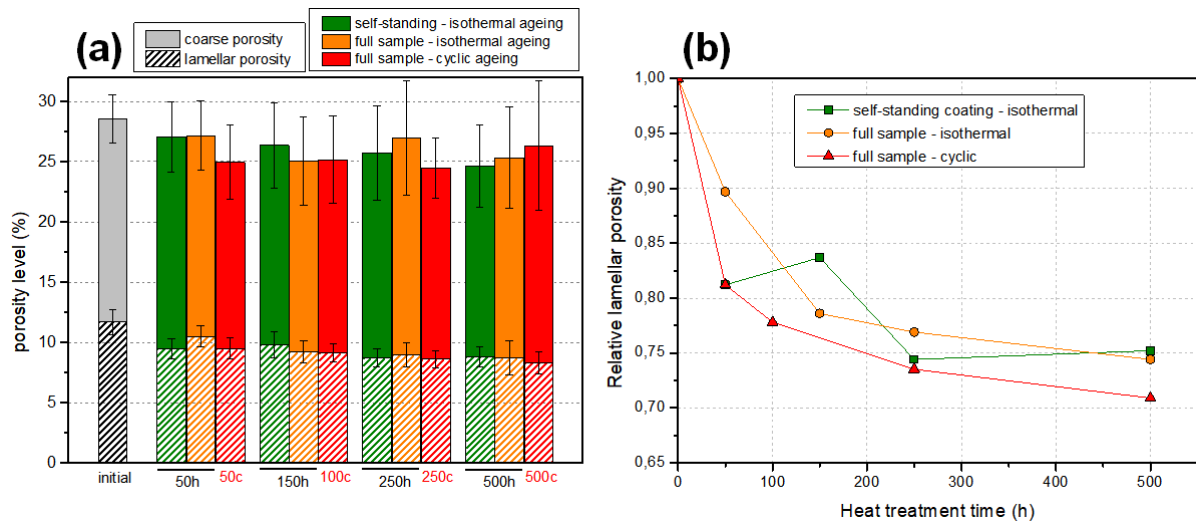 (a)
coarse porosity
lamellar porosity
self-standing - isothermal ageing
full sample - isothermal ageing
full sample - cyclic ageing
porosity level (%)
30
25
20
15
10
5
0
initial
50h
50c
150h
100c
250h
250c
500h
500c
(b)
self-standing coating - isothermal
full sample - isothermal
full sample - cyclic
Relative lamellar porosity
1,00
0,95
0,90
0,85
0,80
0,75
0,70
0,65
0
100
200
300
400
500
Heat treatment time (h)